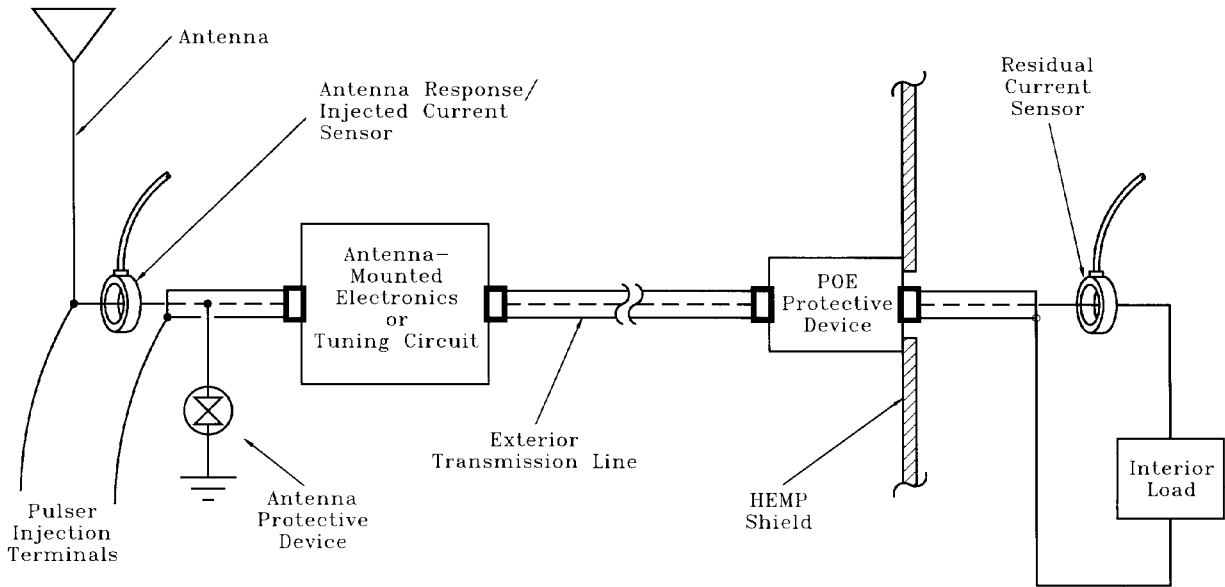 Antenna
Antenna Response/
Injected Current
Sensor
Residual
Current
Sensor
Antenna-
Mounted
Electronics
or
Tuning Circuit
POE
Protective
Device
Exterior
Transmission Line
HEMP
Shield
Interior
Load
Pulser
Injection
Terminals
Antenna
Protective
Device